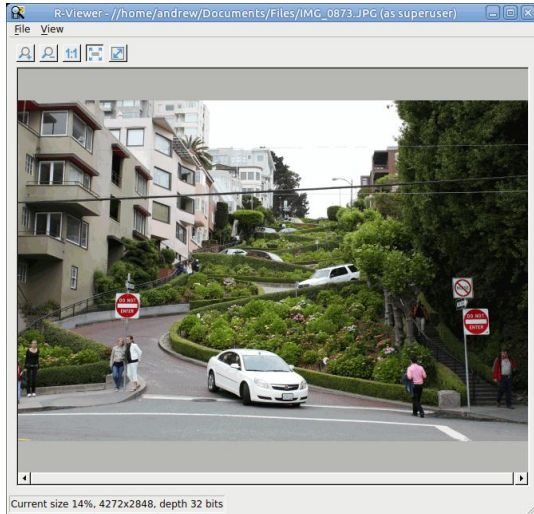 R-Viewer - //home/andrew/Documents/Files/IMG_0873.JPG (as superuser)
File View
1:1
DO NOT
ENTER
DO NOT
ENTER
Current size 14%, 4272x2848, depth 32 bits